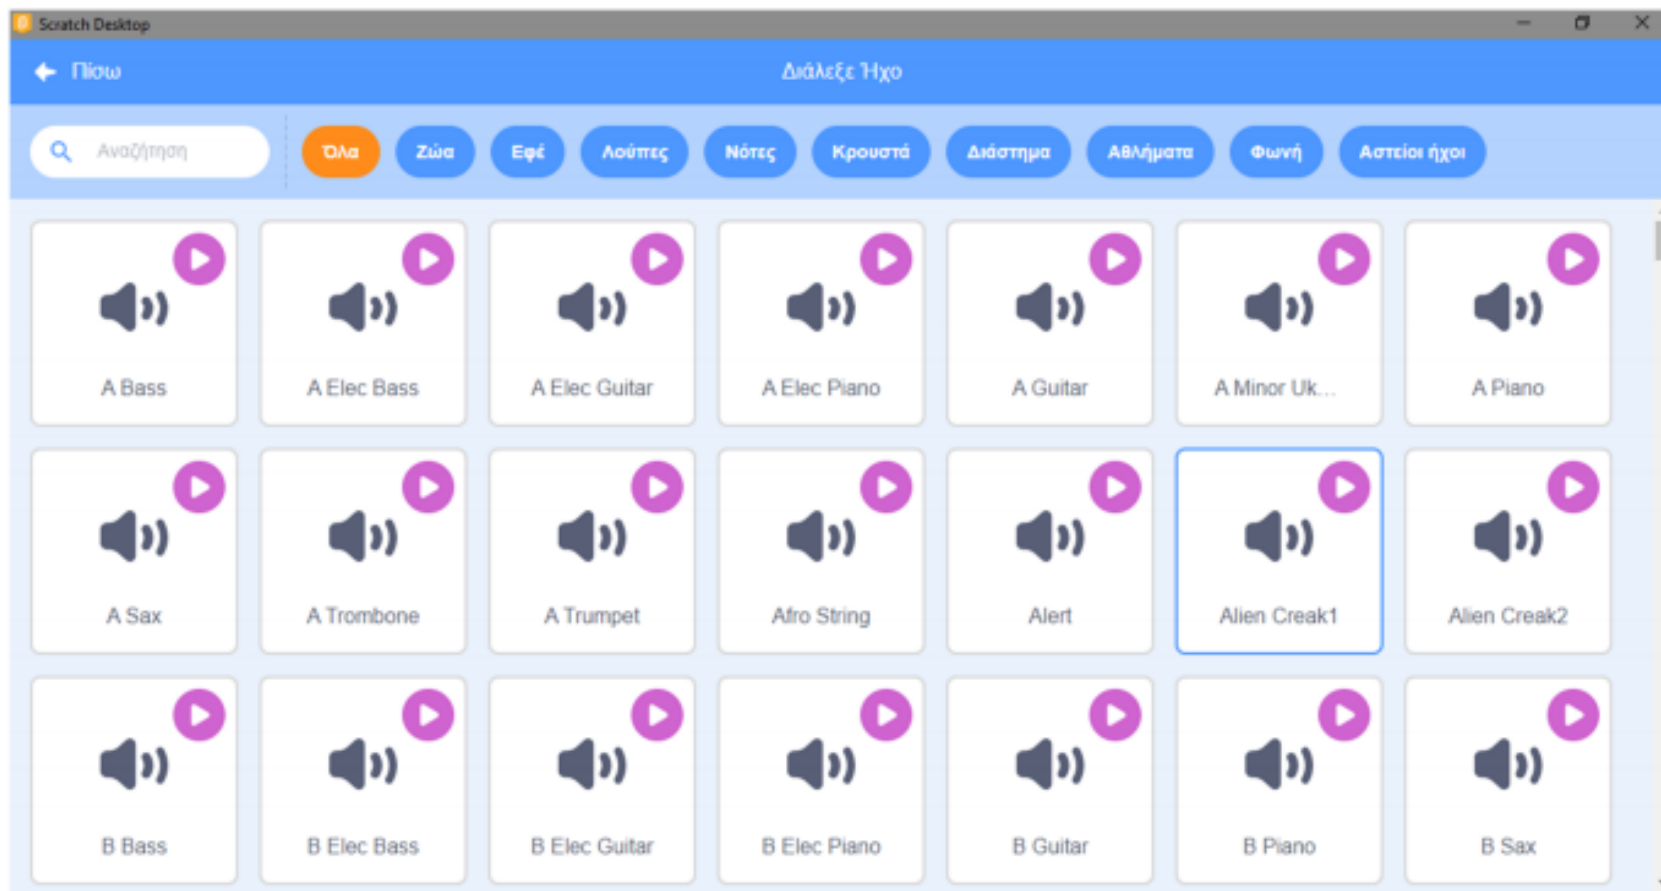 Scratch Desktop
Πίσω
Διάλεξε Ήχο
Αναζήτηση
Όλα Ζώα Εφέ Λούπες Νότες Κρουστά Διάστημα Αθλήματα Φωνή Αστείοι ήχοι
A Bass A Elec Bass A Elec Guitar A Elec Piano A Guitar A Minor Uk... A Piano
A Sax A Trombone A Trumpet Afro String Alert Alien Creak1 Alien Creak2
B Bass B Elec Bass B Elec Guitar B Elec Piano B Guitar B Piano B Sax